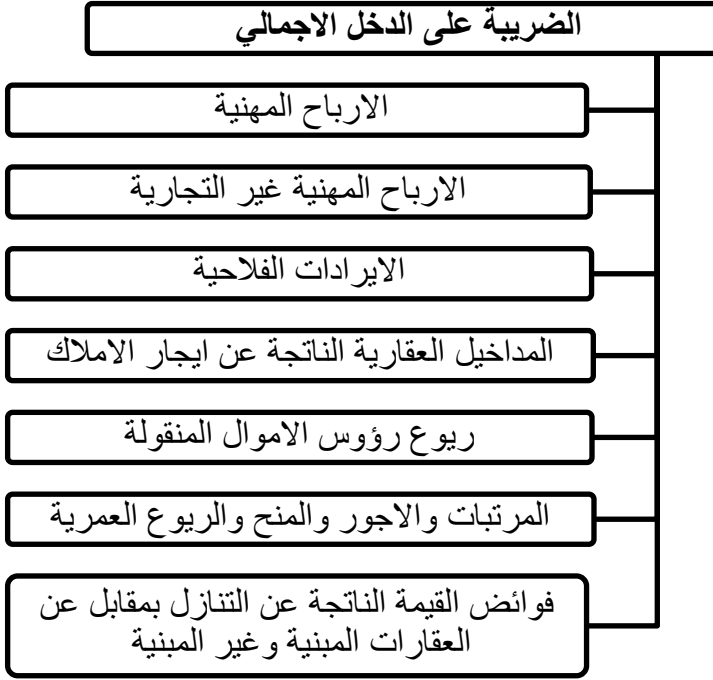 الضريبة على الدخل الاجمالي
الارباح المهنية
الارباح المهنية غير التجارية
الايرادات الفلاحية
المداخيل العقارية الناتجة عن ايجار الاملاك
ريوع رؤوس الاموال المنقولة
المرتبات والاجور والمنح والريوع العمرية
فوائض القيمة الناتجة عن التنازل بمقابل عن
العقارات المبنية وغير المبنية